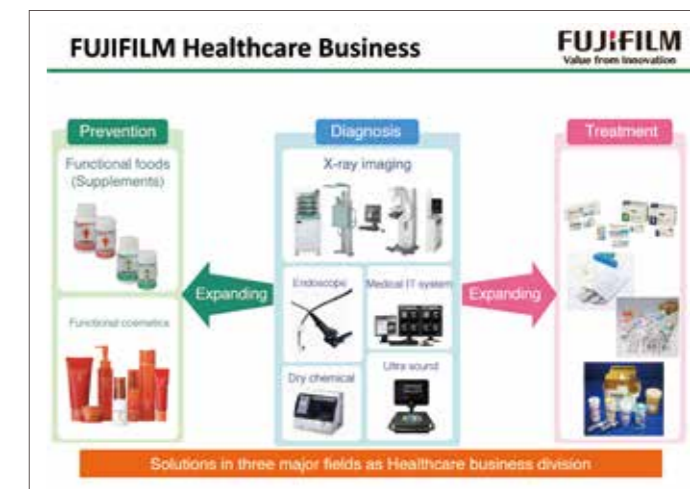 FUJIFILM Healthcare Business
FUJIFILM
Value from Innovation
Prevention
Functional foods
(Supplements)
Functional cosmetics
Expanding
Diagnosis
X-ray imaging
Endoscope
Medical IT system
Dry chemical
Ultra sound
Expanding
Treatment
Solutions in three major fields as Healthcare business division